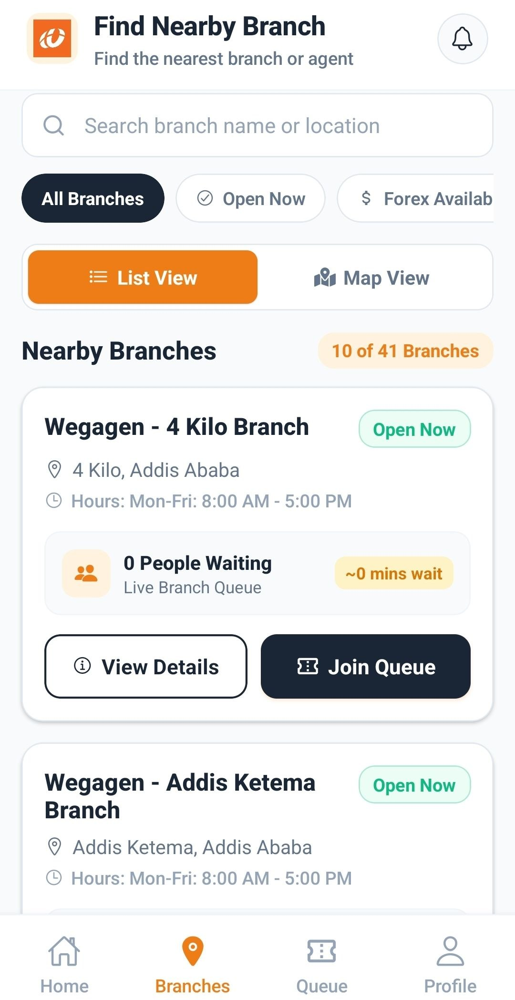 Find Nearby Branch
Find the nearest branch or agent
Search branch name or location
All Branches
Open Now
$ Forex Availab
List View
Map View
Nearby Branches
10 of 41 Branches
Wegagen - 4 Kilo Branch
Open Now
4 Kilo, Addis Ababa
Hours: Mon-Fri: 8:00 AM - 5:00 PM
0 People Waiting
~0 mins wait
Live Branch Queue
View Details
Join Queue
Wegagen - Addis Ketema
Branch
Open Now
Addis Ketema, Addis Ababa
Hours: Mon-Fri: 8:00 AM - 5:00 PM
Home
Branches
Queue
Profile